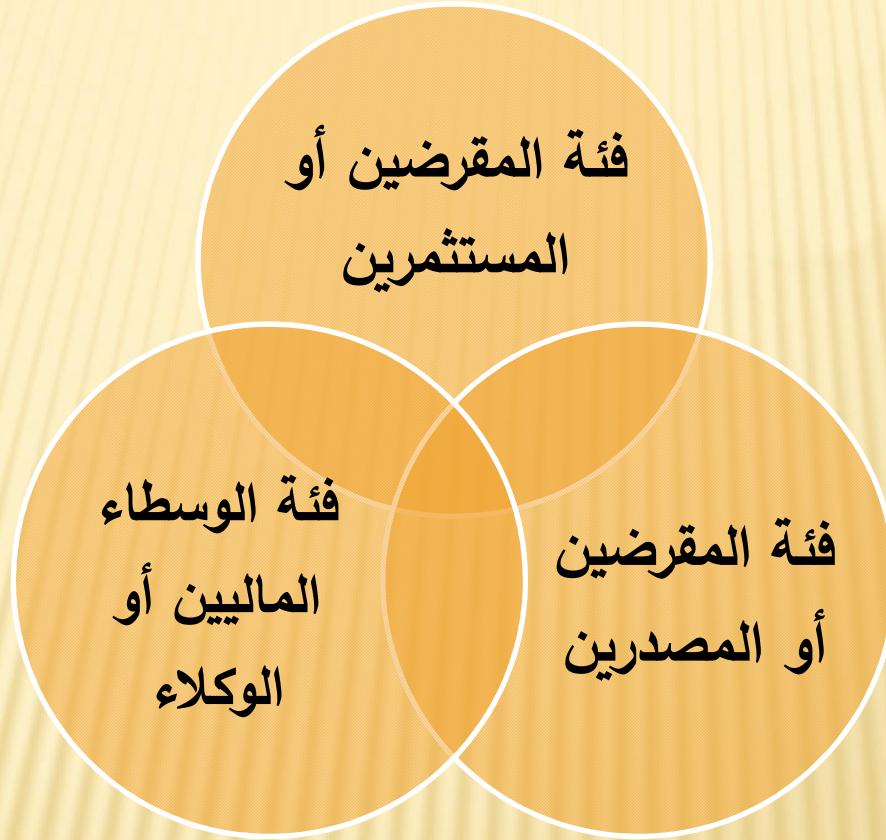 فئة المقرضين أو
المستثمرين
فئة المقرضين
أو المصدرين
فئة الوسطاء
الماليين أو
الوكلاء